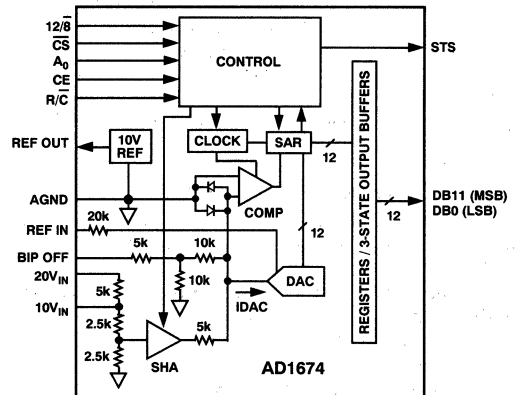 12/8̅
C̅S̅
A0
CE
R/C̅
CONTROL
STS
REF OUT
10V
REF
CLOCK
SAR
12
REGISTERS / 3-STATE OUTPUT BUFFERS
12
DB11 (MSB)
DB0 (LSB)
AGND
COMP
REF IN
20k
12
BIP OFF
5k
10k
10k
DAC
IDAC
20VIN
5k
10VIN
2.5k
5k
2.5k
SHA
AD1674